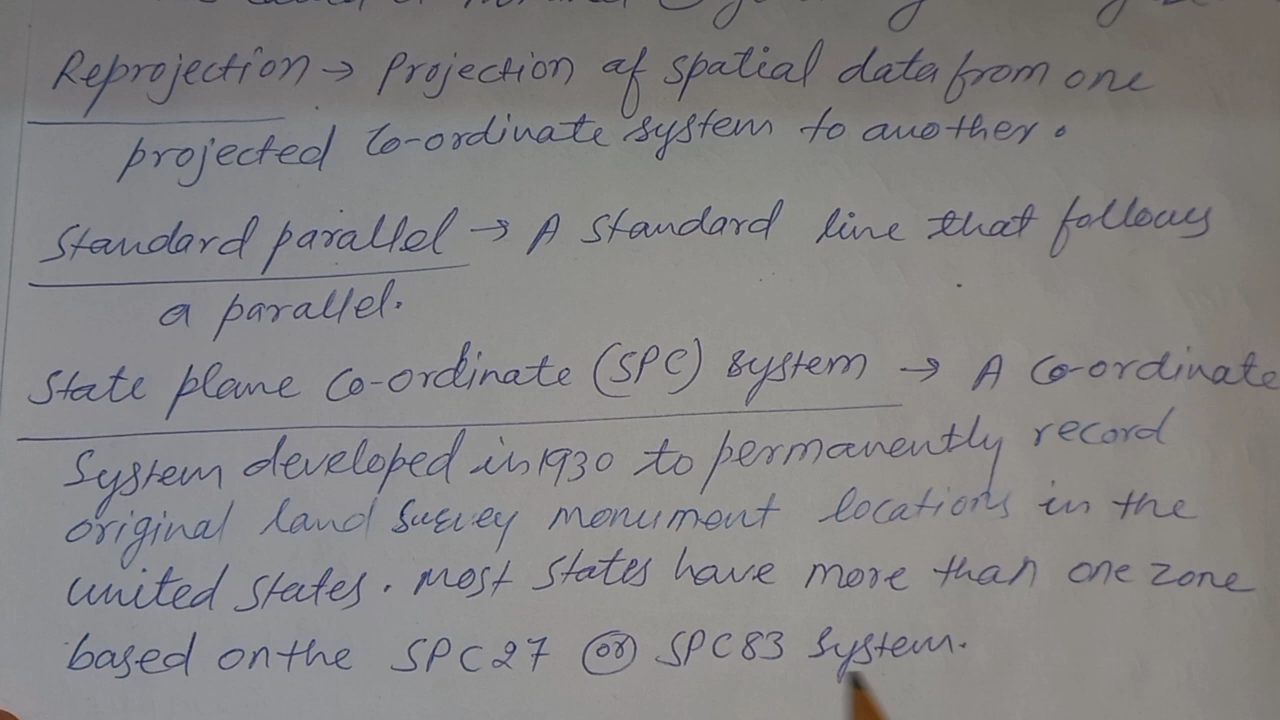 Reprojection → Projection of spatial data from one
projected Co-ordinate system to another.
Standard parallel → A standard line that follows
a parallel.
State plane Co-ordinate (SPC) system → A Co-ordinate
System developed in 1930 to permanently record
original land survey monument locations in the
united states. most states have more than one zone
based on the SPC27 or SPC83 system.